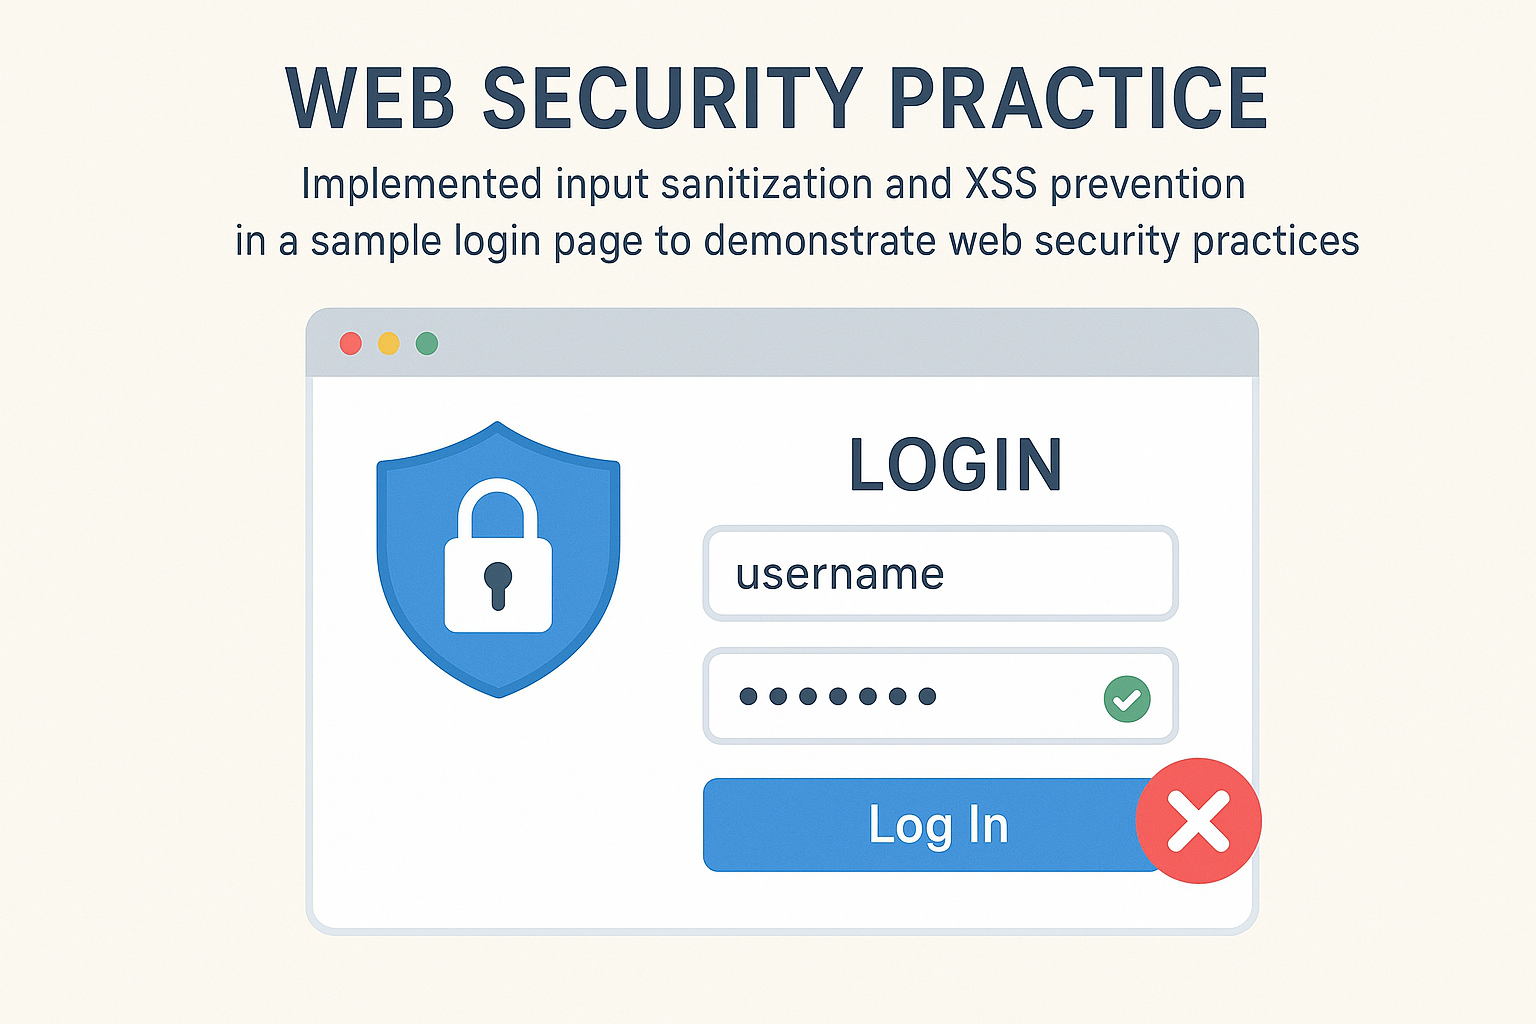 WEB SECURITY PRACTICE
Implemented input sanitization and XSS prevention
in a sample login page to demonstrate web security practices
LOGIN
username
Log In